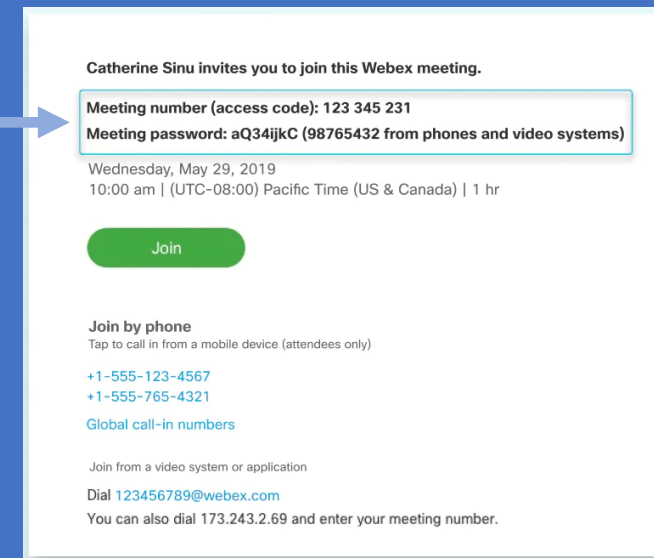 Catherine Sinu invites you to join this Webex meeting.
Meeting number (access code): 123 345 231
Meeting password: aQ34ijkC (98765432 from phones and video systems)
Wednesday, May 29, 2019
10:00 am | (UTC-08:00) Pacific Time (US & Canada) | 1 hr
Join
Join by phone
Tap to call in from a mobile device (attendees only)
+1-555-123-4567
+1-555-765-4321
Global call-in numbers
Join from a video system or application
Dial 123456789@webex.com
You can also dial 173.243.2.69 and enter your meeting number.